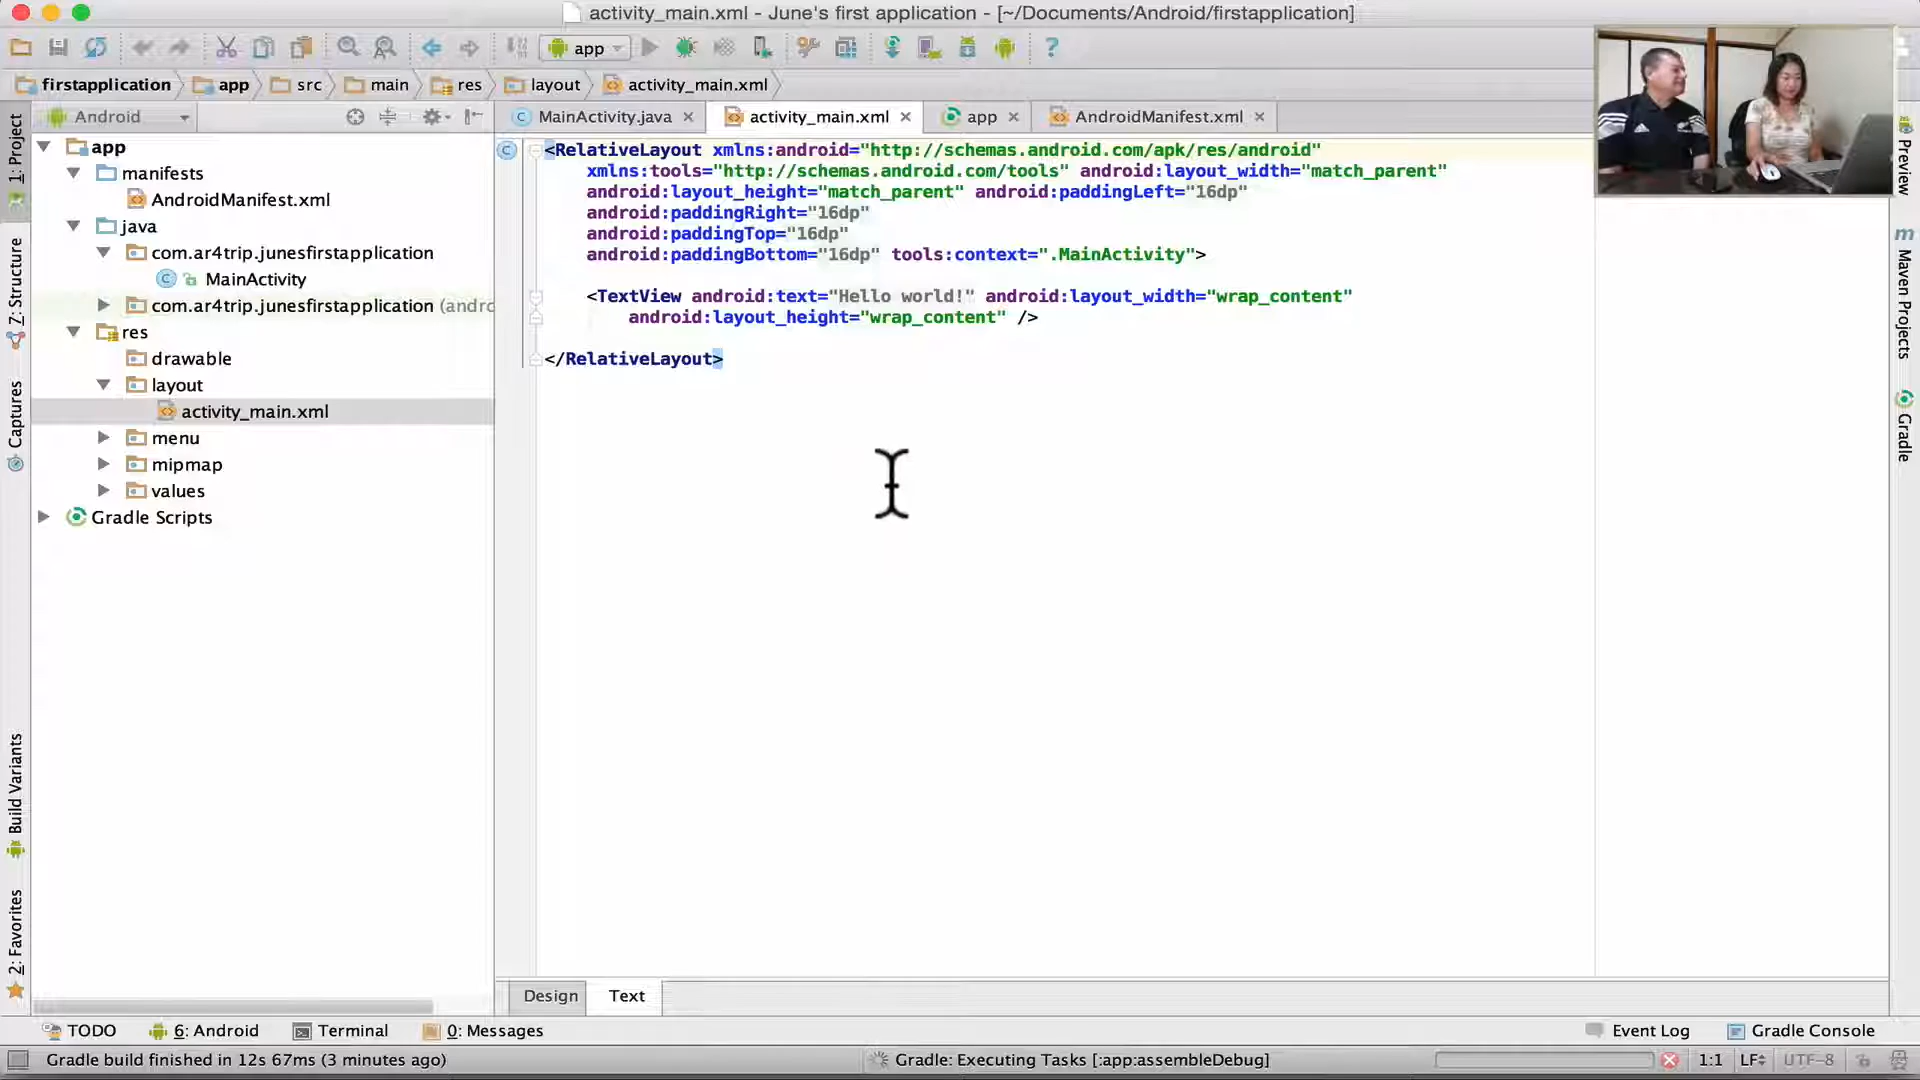 activity_main.xml - June's first application - [~/Documents/Android/firstapplication]
app
firstapplication app src main res layout activity_main.xml
Android
MainActivity.java activity_main.xml app AndroidManifest.xml
1: Project
Z: Structure
Captures
Build Variants
2: Favorites
app
manifests
AndroidManifest.xml
java
com.ar4trip.junesfirstapplication
MainActivity
com.ar4trip.junesfirstapplication (andro
res
drawable
layout
activity_main.xml
menu
mipmap
values
Gradle Scripts
<RelativeLayout xmlns:android="http://schemas.android.com/apk/res/android"
xmlns:tools="http://schemas.android.com/tools" android:layout_width="match_parent"
android:layout_height="match_parent" android:paddingLeft="16dp"
android:paddingRight="16dp"
android:paddingTop="16dp"
android:paddingBottom="16dp" tools:context=".MainActivity">
<TextView android:text="Hello world!" android:layout_width="wrap_content"
android:layout_height="wrap_content" />
</RelativeLayout>
Preview
m Maven Projects
Gradle
Design Text
TODO 6: Android Terminal 0: Messages Event Log Gradle Console
Gradle build finished in 12s 67ms (3 minutes ago) Gradle: Executing Tasks [:app:assembleDebug] 1:1 LF UTF-8